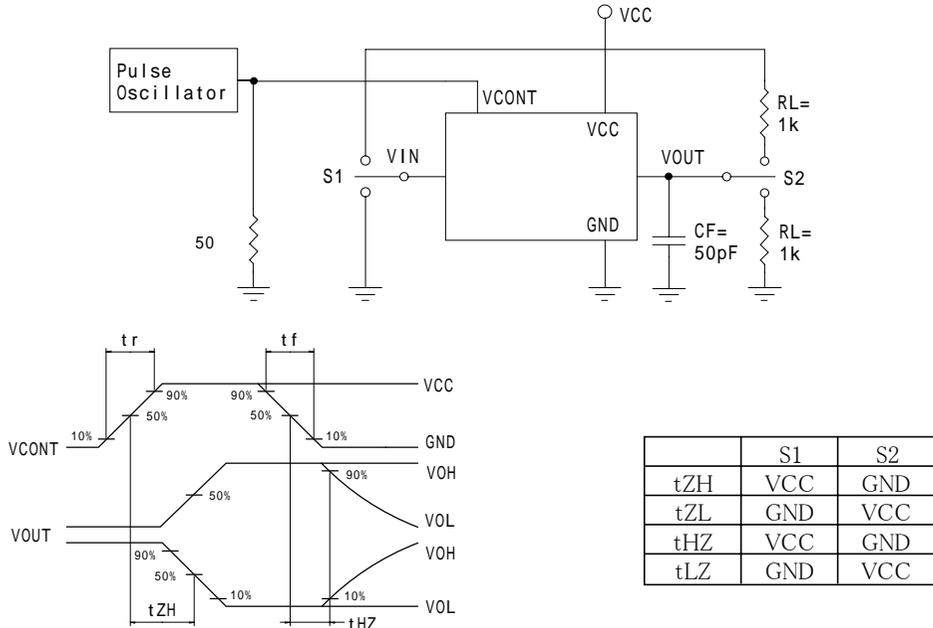 VCC
Pulse
Oscillator
VCONT
RL=
1k
VCC
VIN
VOUT
S1
S2
GND
50
CF=
50pF
RL=
1k
tr
tf
90%
90%
VCC
50%
50%
10%
10%
VCONT
GND
VOH
90%
50%
VOL
VOUT
VOH
90%
50%
10%
10%
VOL
tZH
tHZ
S1 S2
tZH VCC GND
tZL GND VCC
tHZ VCC GND
tLZ GND VCC